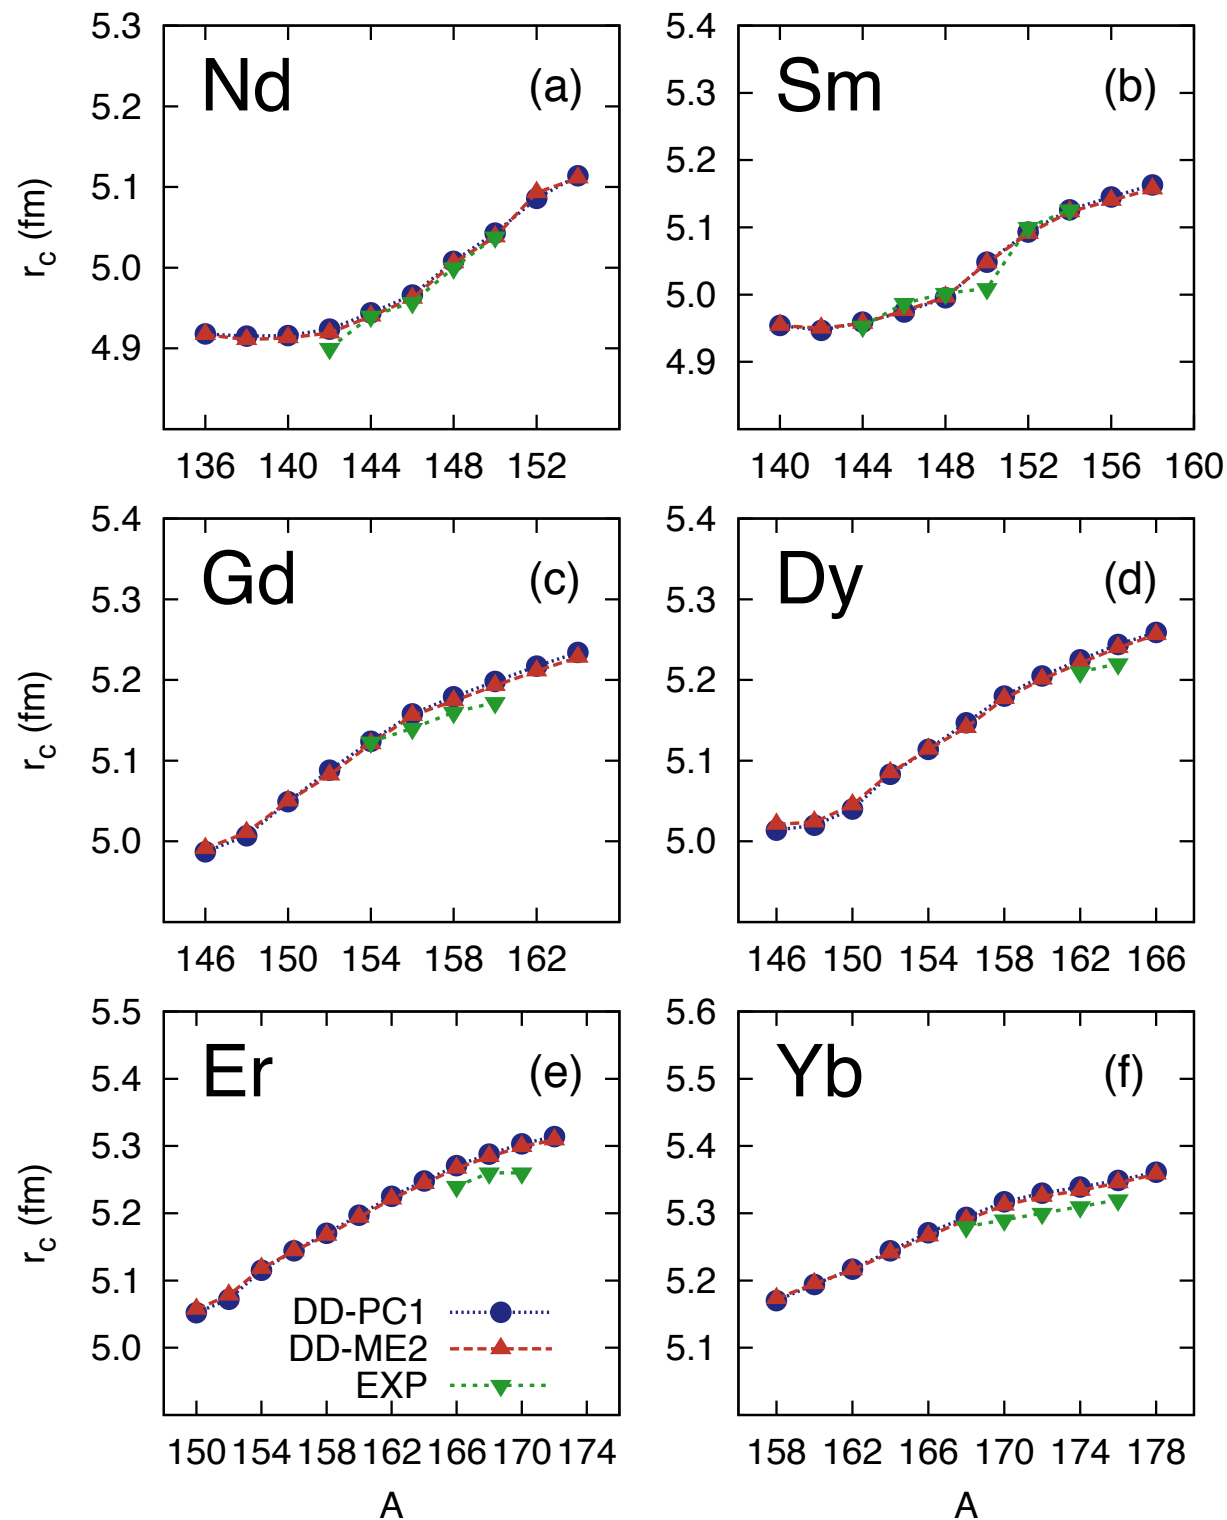 5.3
5.2
5.1
5.0
4.9
r_c (fm)
Nd
(a)
136 140 144 148 152
5.4
5.3
5.2
5.1
5.0
4.9
Sm
(b)
140 144 148 152 156 160
5.4
5.3
5.2
5.1
5.0
r_c (fm)
Gd
(c)
146 150 154 158 162
5.4
5.3
5.2
5.1
5.0
Dy
(d)
146 150 154 158 162 166
5.5
5.4
5.3
5.2
5.1
5.0
r_c (fm)
Er
(e)
DD-PC1
DD-ME2
EXP
150 154 158 162 166 170 174
A
5.6
5.5
5.4
5.3
5.2
5.1
Yb
(f)
158 162 166 170 174 178
A